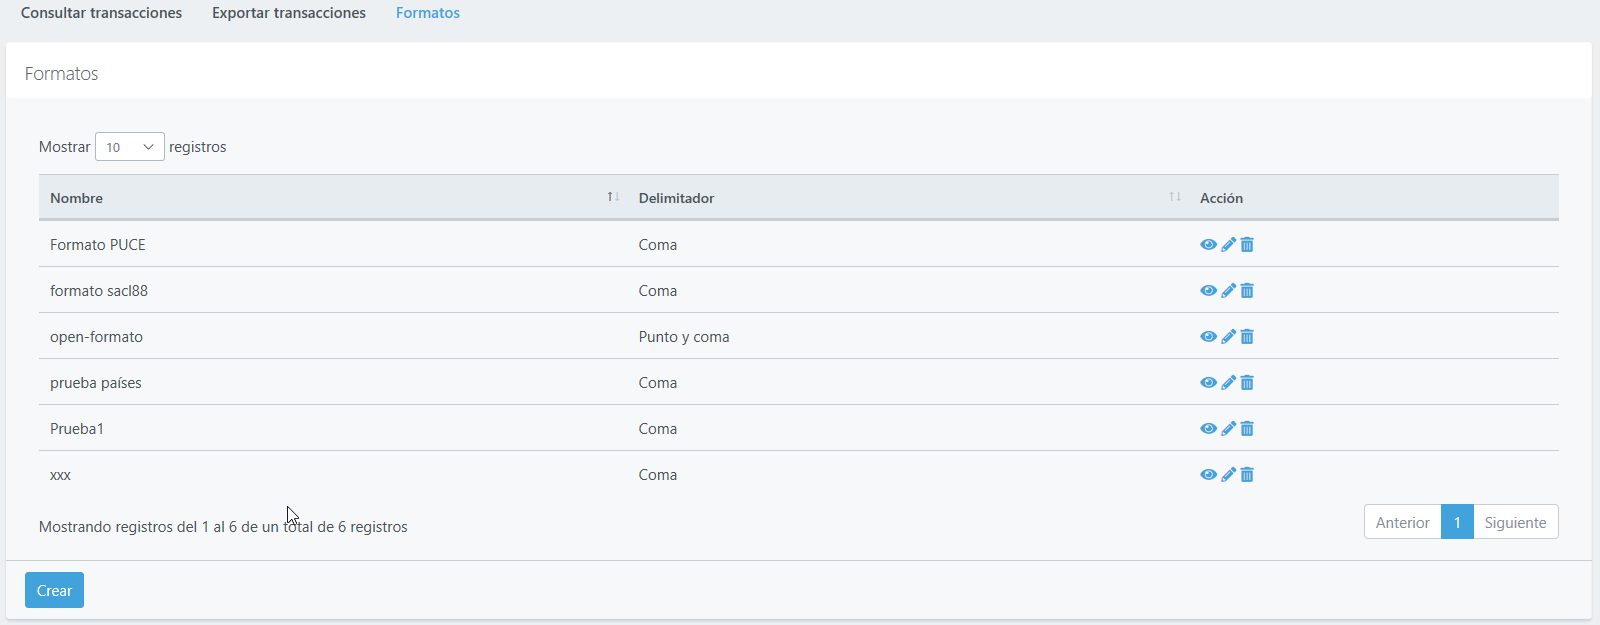 Consultar transacciones Exportar transacciones Formatos
Formatos
Mostrar 10 registros
Nombre Delimitador Acción
Formato PUCE Coma
formato sacl88 Coma
open-formato Punto y coma
prueba países Coma
Prueba1 Coma
xxx Coma
Mostrando registros del 1 al 6 de un total de 6 registros Anterior 1 Siguiente
Crear